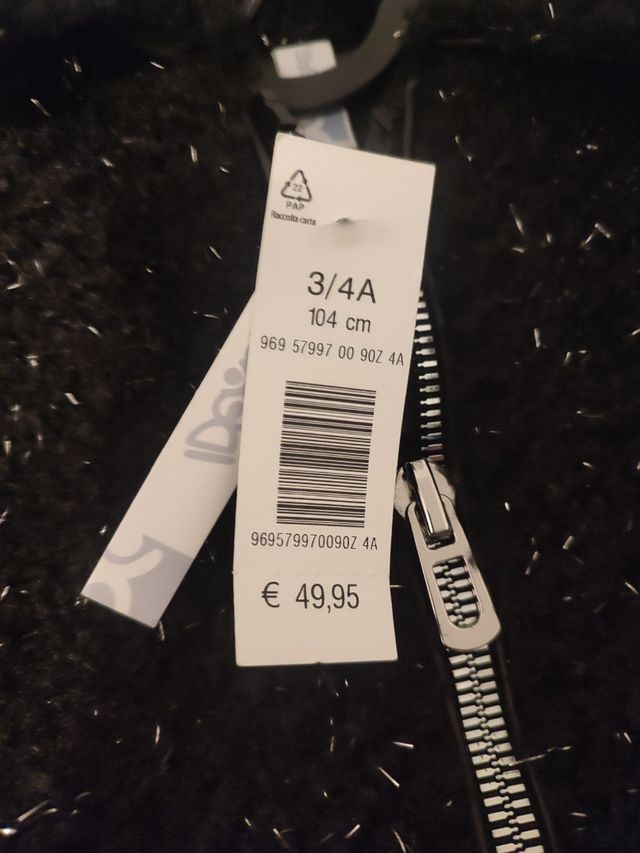 22
PAP
Raccolta carta
3/4A
104 cm
969 57997 00 90Z 4A
969579970090Z 4A
€ 49,95